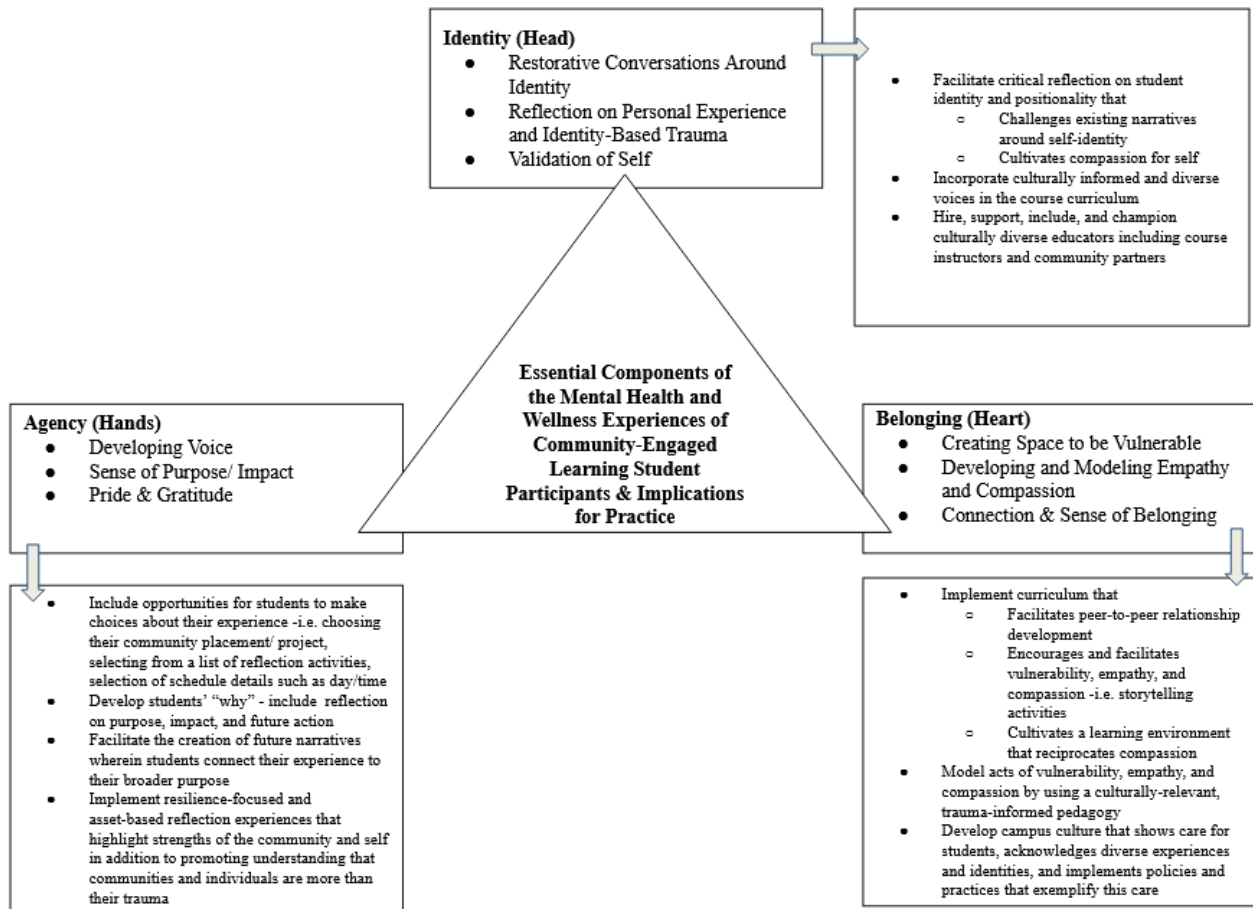 Identity (Head)
● Restorative Conversations Around
Identity
● Reflection on Personal Experience
and Identity-Based Trauma
● Validation of Self
● Facilitate critical reflection on student
identity and positionality that
○ Challenges existing narratives
around self-identity
○ Cultivates compassion for self
● Incorporate culturally informed and diverse
voices in the course curriculum
● Hire, support, include, and champion
culturally diverse educators including course
instructors and community partners
Essential Components of
the Mental Health and
Wellness Experiences of
Community-Engaged
Learning Student
Participants & Implications
for Practice
Agency (Hands)
● Developing Voice
● Sense of Purpose/ Impact
● Pride & Gratitude
● Include opportunities for students to make
choices about their experience -i.e. choosing
their community placement/ project,
selecting from a list of reflection activities,
selection of schedule details such as day/time
● Develop students’ “why” - include reflection
on purpose, impact, and future action
● Facilitate the creation of future narratives
wherein students connect their experience to
their broader purpose
● Implement resilience-focused and
asset-based reflection experiences that
highlight strengths of the community and self
in addition to promoting understanding that
communities and individuals are more than
their trauma
Belonging (Heart)
● Creating Space to be Vulnerable
● Developing and Modeling Empathy
and Compassion
● Connection & Sense of Belonging
● Implement curriculum that
○ Facilitates peer-to-peer relationship
development
○ Encourages and facilitates
vulnerability, empathy, and
compassion -i.e. storytelling
activities
○ Cultivates a learning environment
that reciprocates compassion
● Model acts of vulnerability, empathy, and
compassion by using a culturally-relevant,
trauma-informed pedagogy
● Develop campus culture that shows care for
students, acknowledges diverse experiences
and identities, and implements policies and
practices that exemplify this care